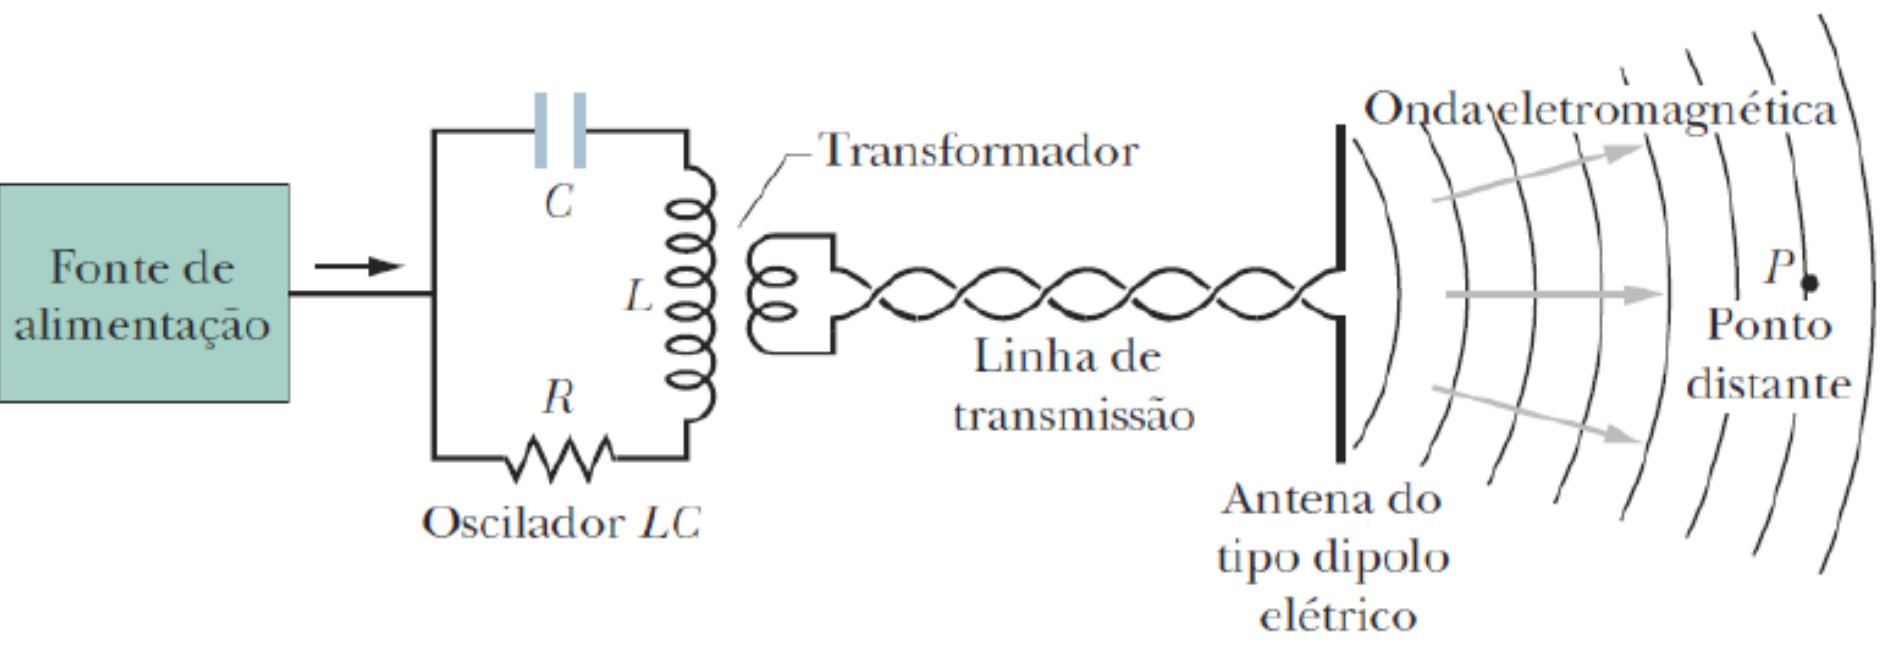 Fonte de
alimentação
C
L
R
Oscilador LC
Transformador
Linha de
transmissão
Antena do
tipo dipolo
elétrico
Onda eletromagnética
P
Ponto
distante